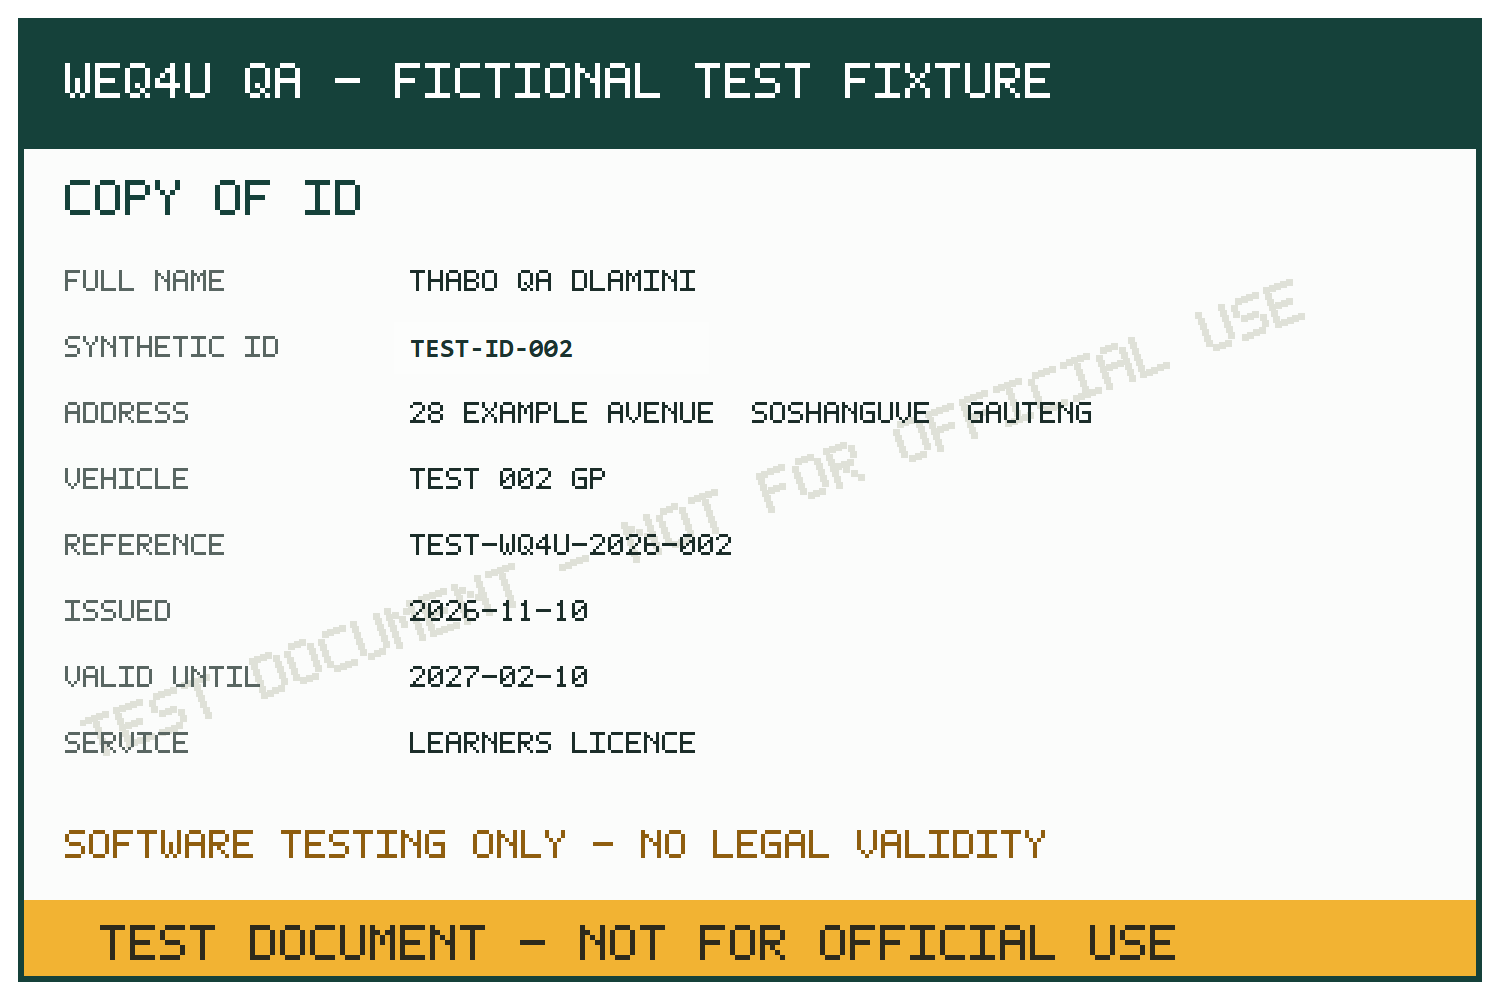 WEQ4U QA - FICTIONAL TEST FIXTURE
COPY OF ID
FULL NAME THABO QA DLAMINI
SYNTHETIC ID TEST-ID-002
ADDRESS 28 EXAMPLE AVENUE SOSHANGUVE GAUTENG
VEHICLE TEST 002 GP
REFERENCE TEST-WQ4U-2026-002
ISSUED 2026-11-10
VALID UNTIL 2027-02-10
SERVICE LEARNERS LICENCE
TEST DOCUMENT - NOT FOR OFFICIAL USE
SOFTWARE TESTING ONLY - NO LEGAL VALIDITY
TEST DOCUMENT - NOT FOR OFFICIAL USE